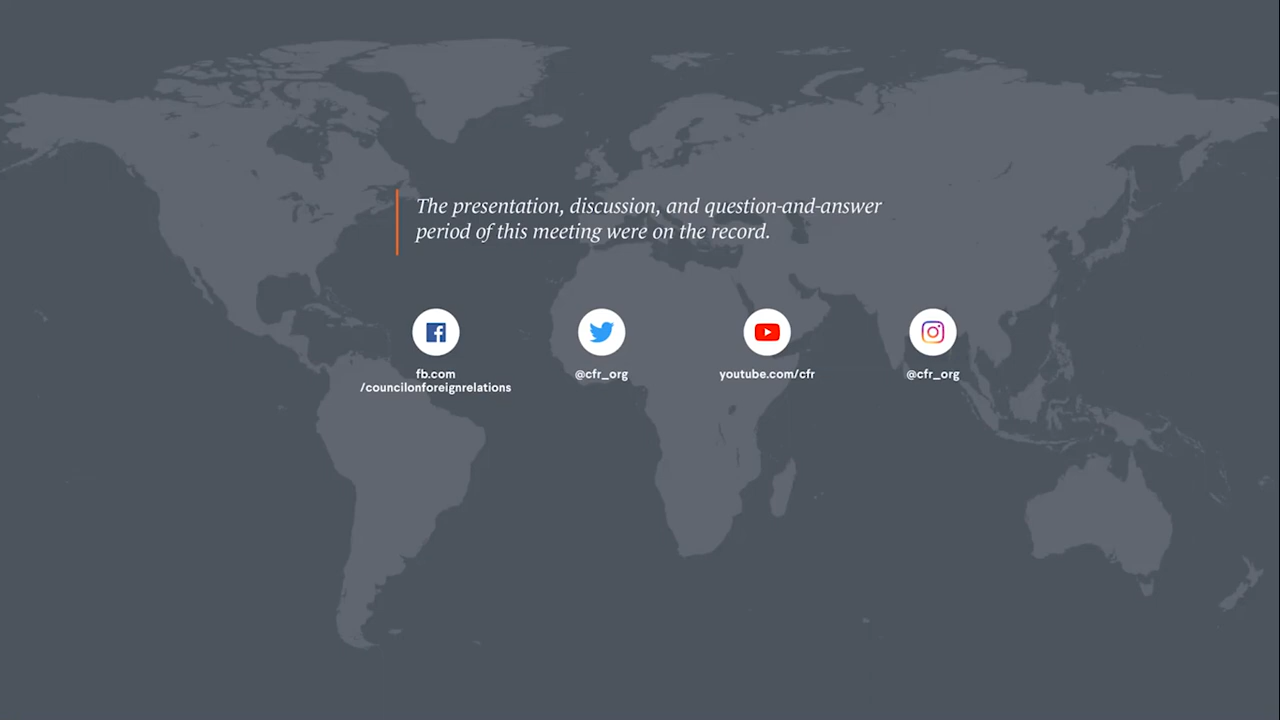 The presentation, discussion, and question-and-answer
period of this meeting were on the record.
fb.com
/councilonforeignrelations
@cfr_org
youtube.com/cfr
@cfr_org